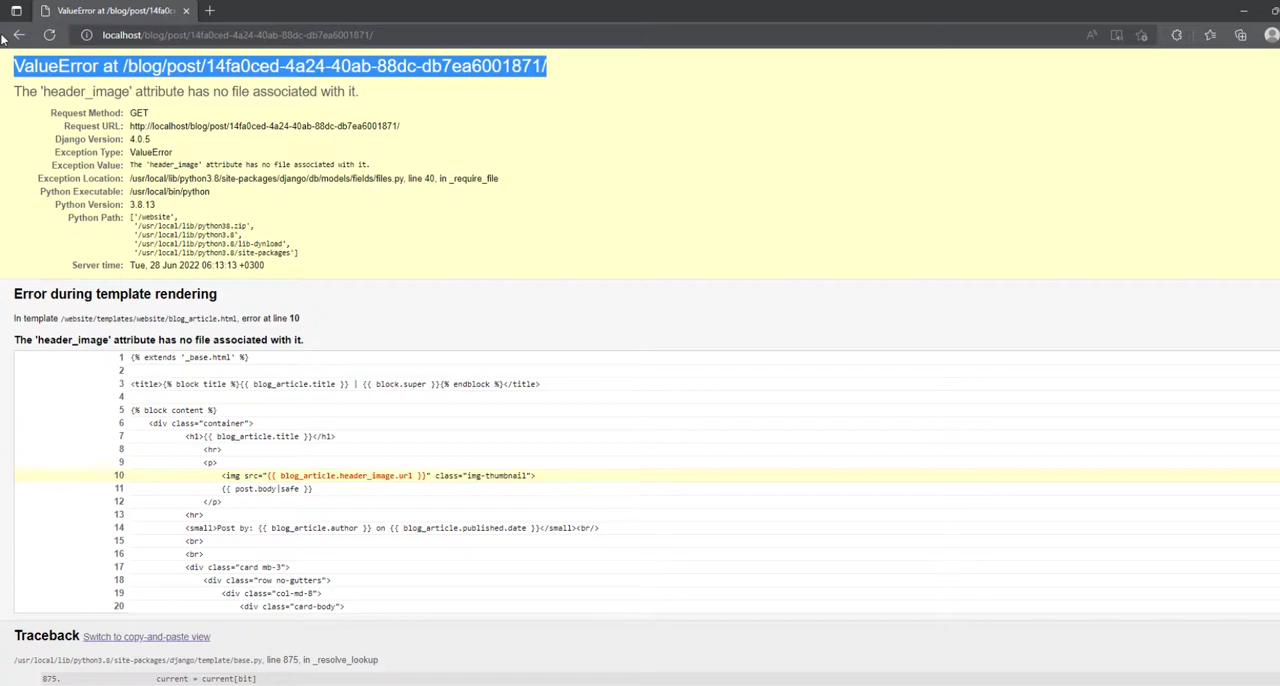 ValueError at /blog/post/14fa0c
localhost/blog/post/14fa0ced-4a24-40ab-88dc-db7ea6001871/
ValueError at /blog/post/14fa0ced-4a24-40ab-88dc-db7ea6001871/
The 'header_image' attribute has no file associated with it.
Request Method: GET
Request URL: http://localhost/blog/post/14fa0ced-4a24-40ab-88dc-db7ea6001871/
Django Version: 4.0.5
Exception Type: ValueError
Exception Value: The 'header_image' attribute has no file associated with it.
Exception Location: /usr/local/lib/python3.8/site-packages/django/db/models/fields/files.py, line 40, in _require_file
Python Executable: /usr/local/bin/python
Python Version: 3.8.13
Python Path: ['/website',
'/usr/local/lib/python38.zip',
'/usr/local/lib/python3.8',
'/usr/local/lib/python3.8/lib-dynload',
'/usr/local/lib/python3.8/site-packages']
Server time: Tue, 28 Jun 2022 06:13:13 +0300
Error during template rendering
In template /website/templates/website/blog_article.html, error at line 10
The 'header_image' attribute has no file associated with it.
1 {% extends '_base.html' %}
2
3 <title>{% block title %}{{ blog_article.title }} | {{ block.super }}{% endblock %}</title>
4
5 {% block content %}
6 <div class="container">
7 <h1>{{ blog_article.title }}</h1>
8 <hr>
9 <p>
10 <img src="{{ blog_article.header_image.url }}" class="img-thumbnail">
11 {{ post.body|safe }}
12 </p>
13 <hr>
14 <small>Post by: {{ blog_article.author }} on {{ blog_article.published.date }}</small><br/>
15 <br>
16 <br>
17 <div class="card mb-3">
18 <div class="row no-gutters">
19 <div class="col-md-8">
20 <div class="card-body">
Traceback Switch to copy-and-paste view
/usr/local/lib/python3.8/site-packages/django/template/base.py, line 875, in _resolve_lookup
875. current = current[bit]